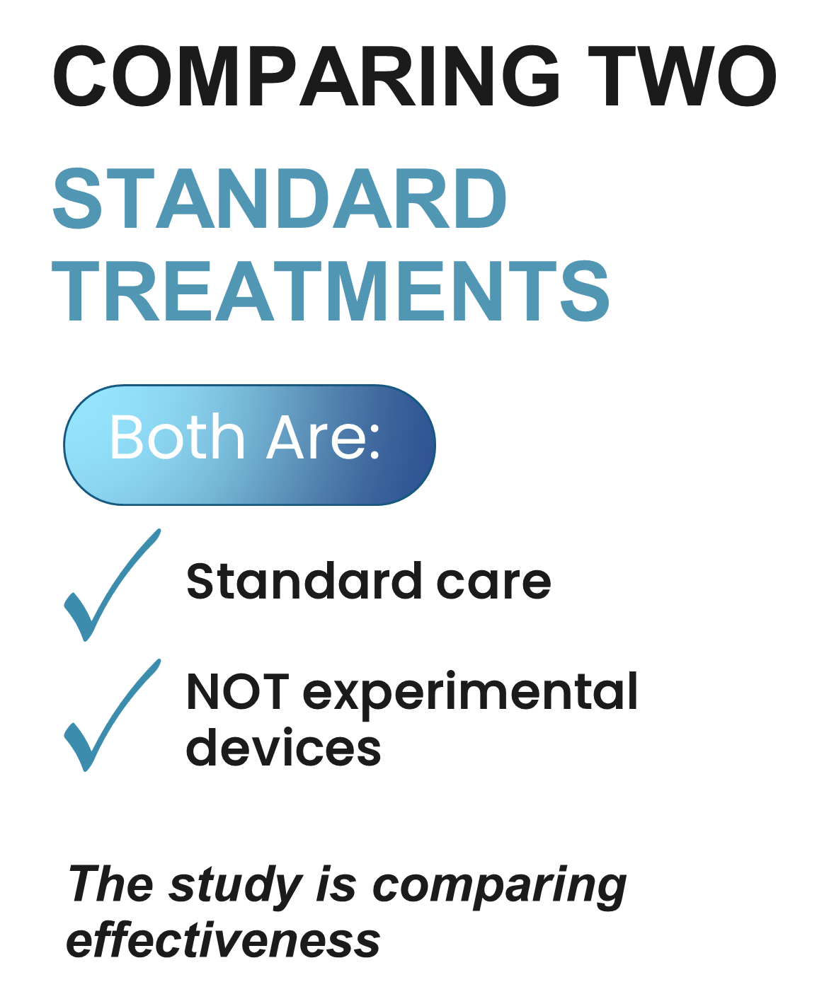 COMPARING TWO
STANDARD
TREATMENTS
Both Are:
Standard care
NOT experimental
devices
The study is comparing
effectiveness